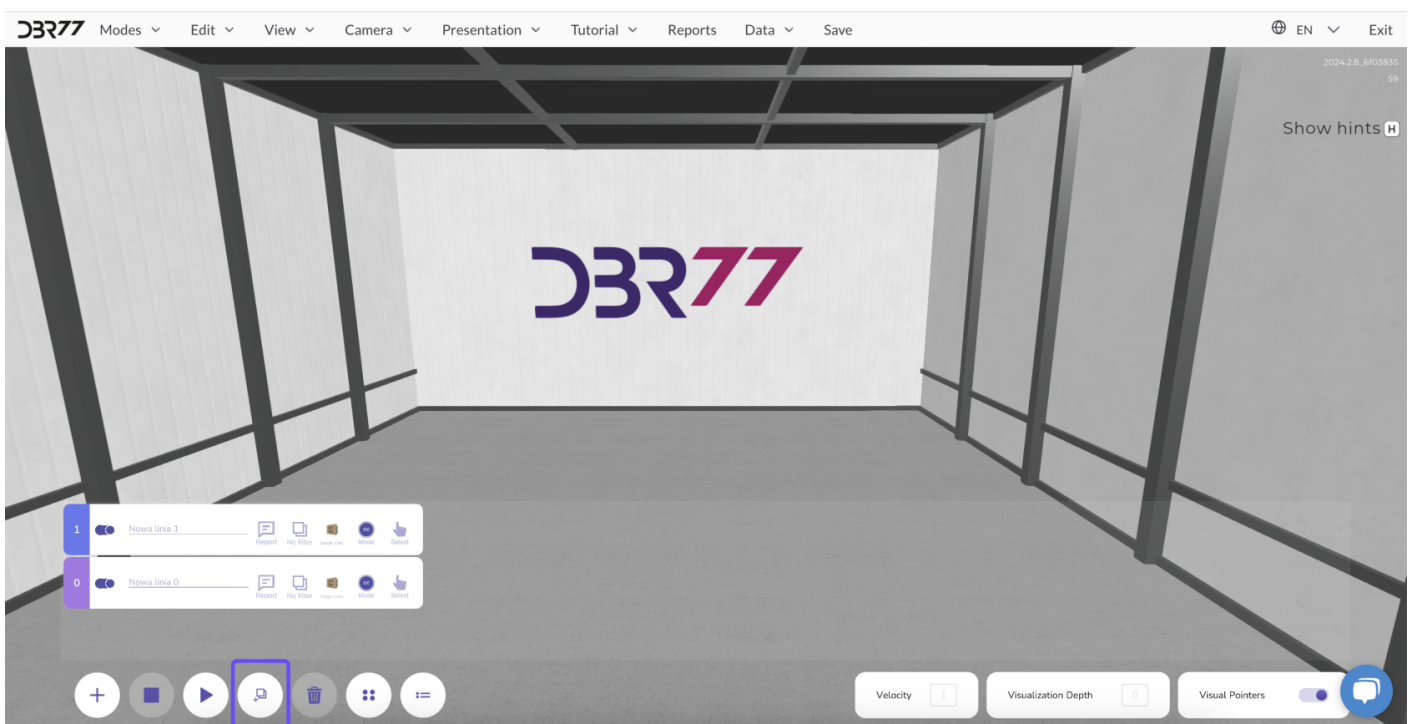 DBR77 Modes Edit View Camera Presentation Tutorial Reports Data Save EN Exit
2024.2.8_6f03835
59
Show hints H
DBR77
1 Nowa linia 1 Report No filter Mode Select
0 Nowa linia 0 Report No filter Mode Select
Velocity 1 Visualization Depth 0 Visual Pointers